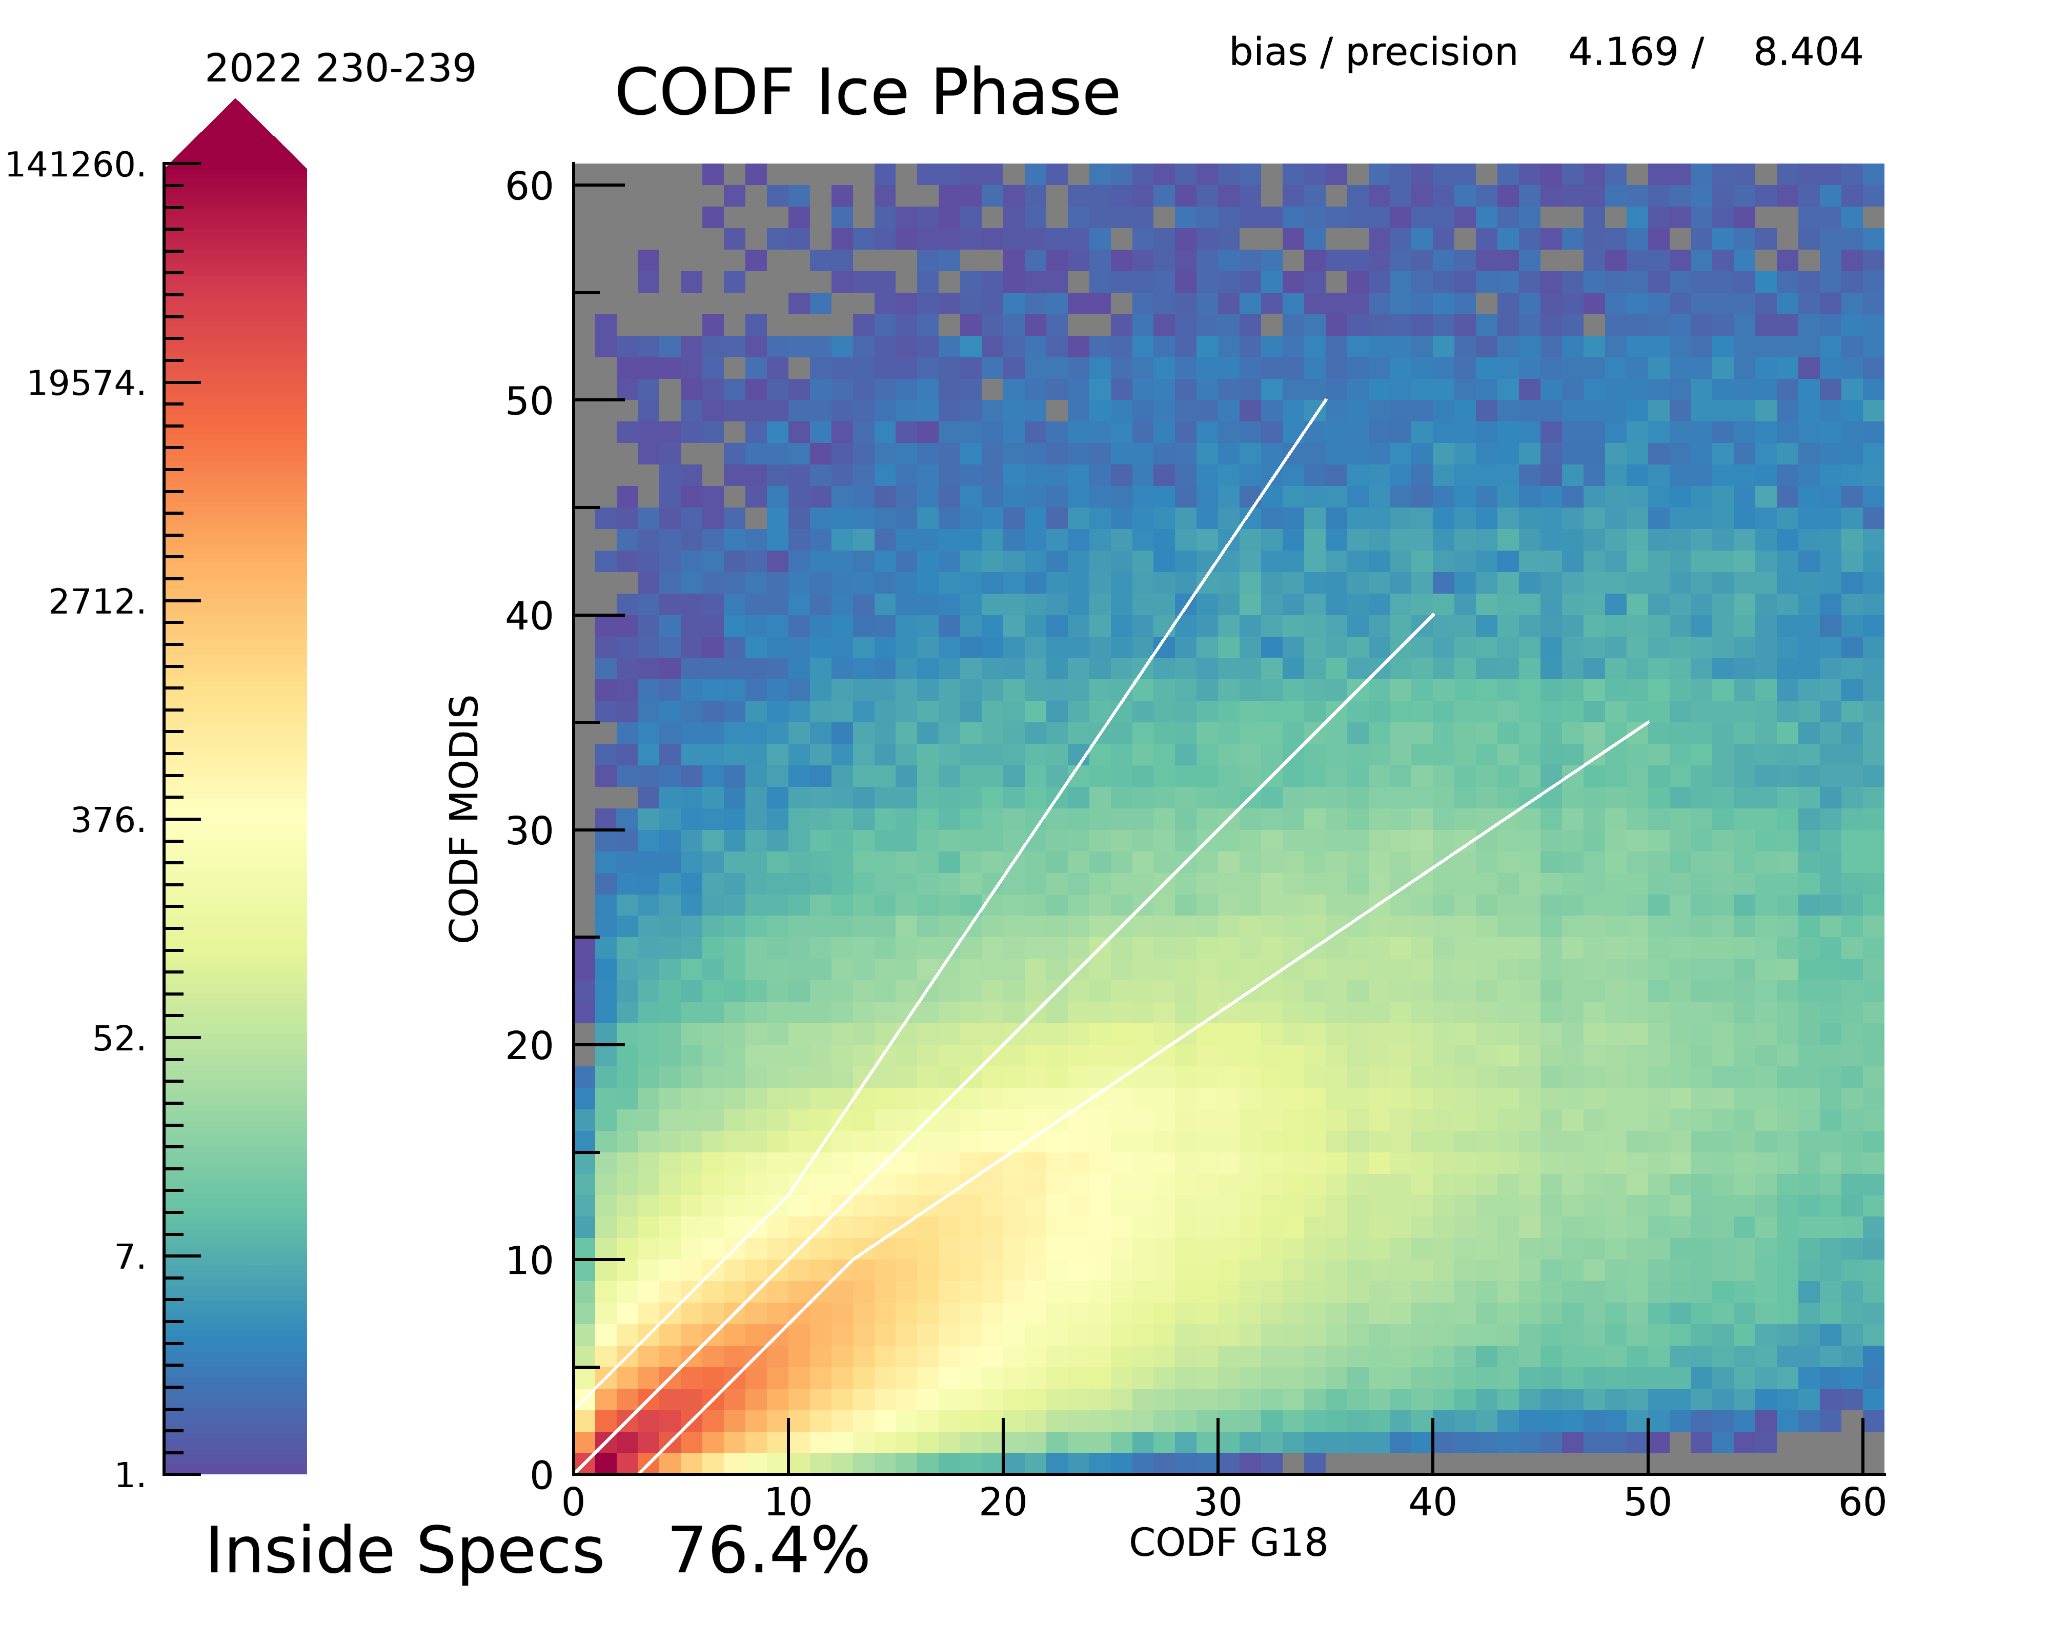 bias / precision 4.169 / 8.404
2022 230-239
CODF Ice Phase
141260.
19574.
2712.
376.
52.
7.
1.
CODF MODIS
60
50
40
30
20
10
0
0 10 20 30 40 50 60
CODF G18
Inside Specs 76.4%